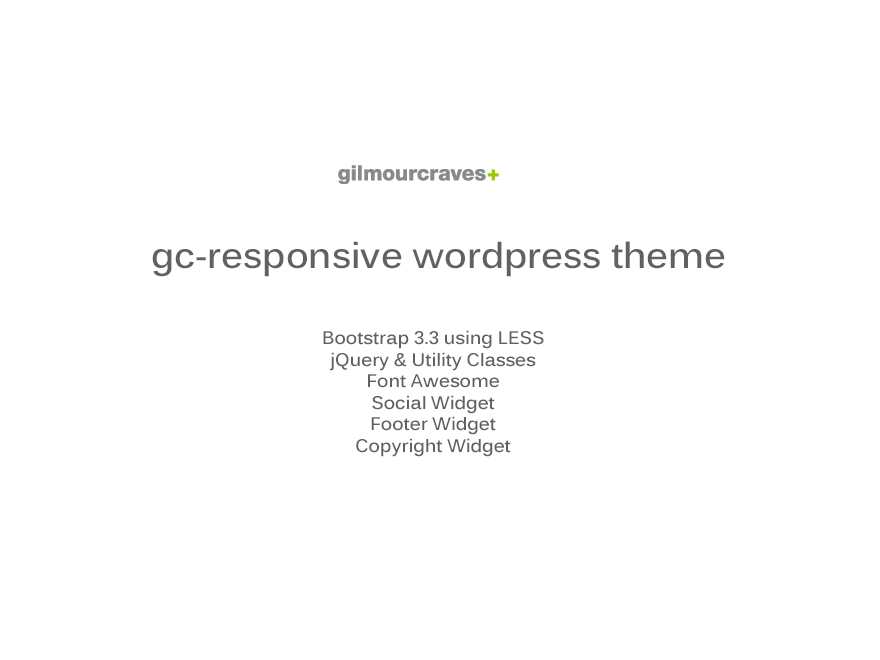 gilmourcraves+
gc-responsive wordpress theme
Bootstrap 3.3 using LESS
jQuery & Utility Classes
Font Awesome
Social Widget
Footer Widget
Copyright Widget